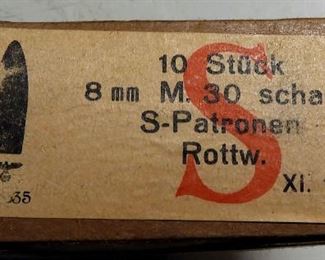 10 Stück
8 mm M. 30 scha
S-Patronen
Rottw.
S
XI.
35